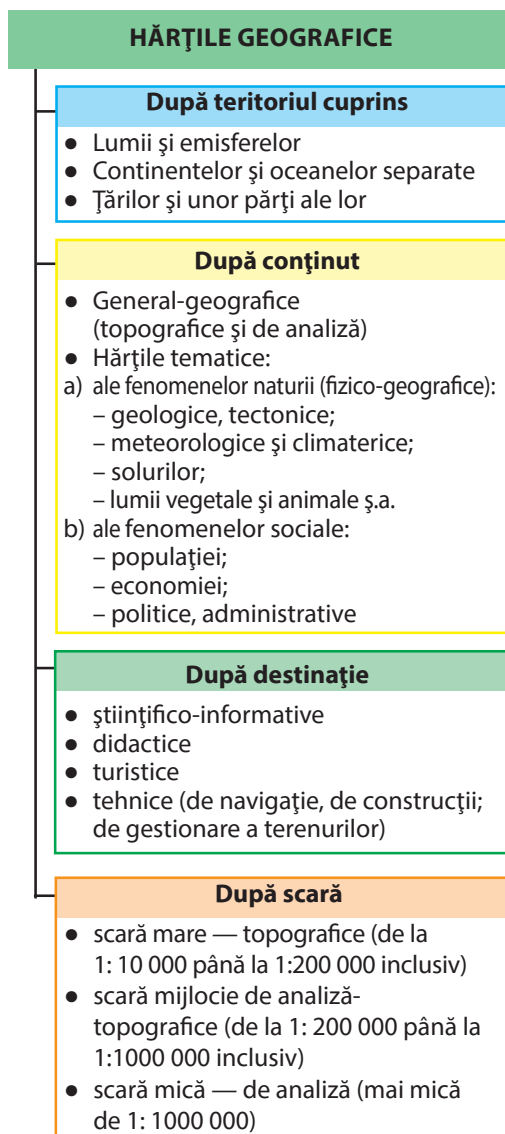 HĂRŢILE GEOGRAFICE
După teritoriul cuprins
● Lumii şi emisferelor
● Continentelor şi oceanelor separate
● Ţărilor şi unor părţi ale lor
După conţinut
● General-geografice
(topografice şi de analiză)
● Hărţile tematice:
a) ale fenomenelor naturii (fizico-geografice):
– geologice, tectonice;
– meteorologice şi climaterice;
– solurilor;
– lumii vegetale şi animale ş.a.
b) ale fenomenelor sociale:
– populaţiei;
– economiei;
– politice, administrative
După destinaţie
● ştiinţifico-informative
● didactice
● turistice
● tehnice (de navigaţie, de construcţii;
de gestionare a terenurilor)
După scară
● scară mare — topografice (de la
1: 10 000 până la 1:200 000 inclusiv)
● scară mijlocie de analiză-
topografice (de la 1: 200 000 până la
1:1000 000 inclusiv)
● scară mică — de analiză (mai mică
de 1: 1000 000)